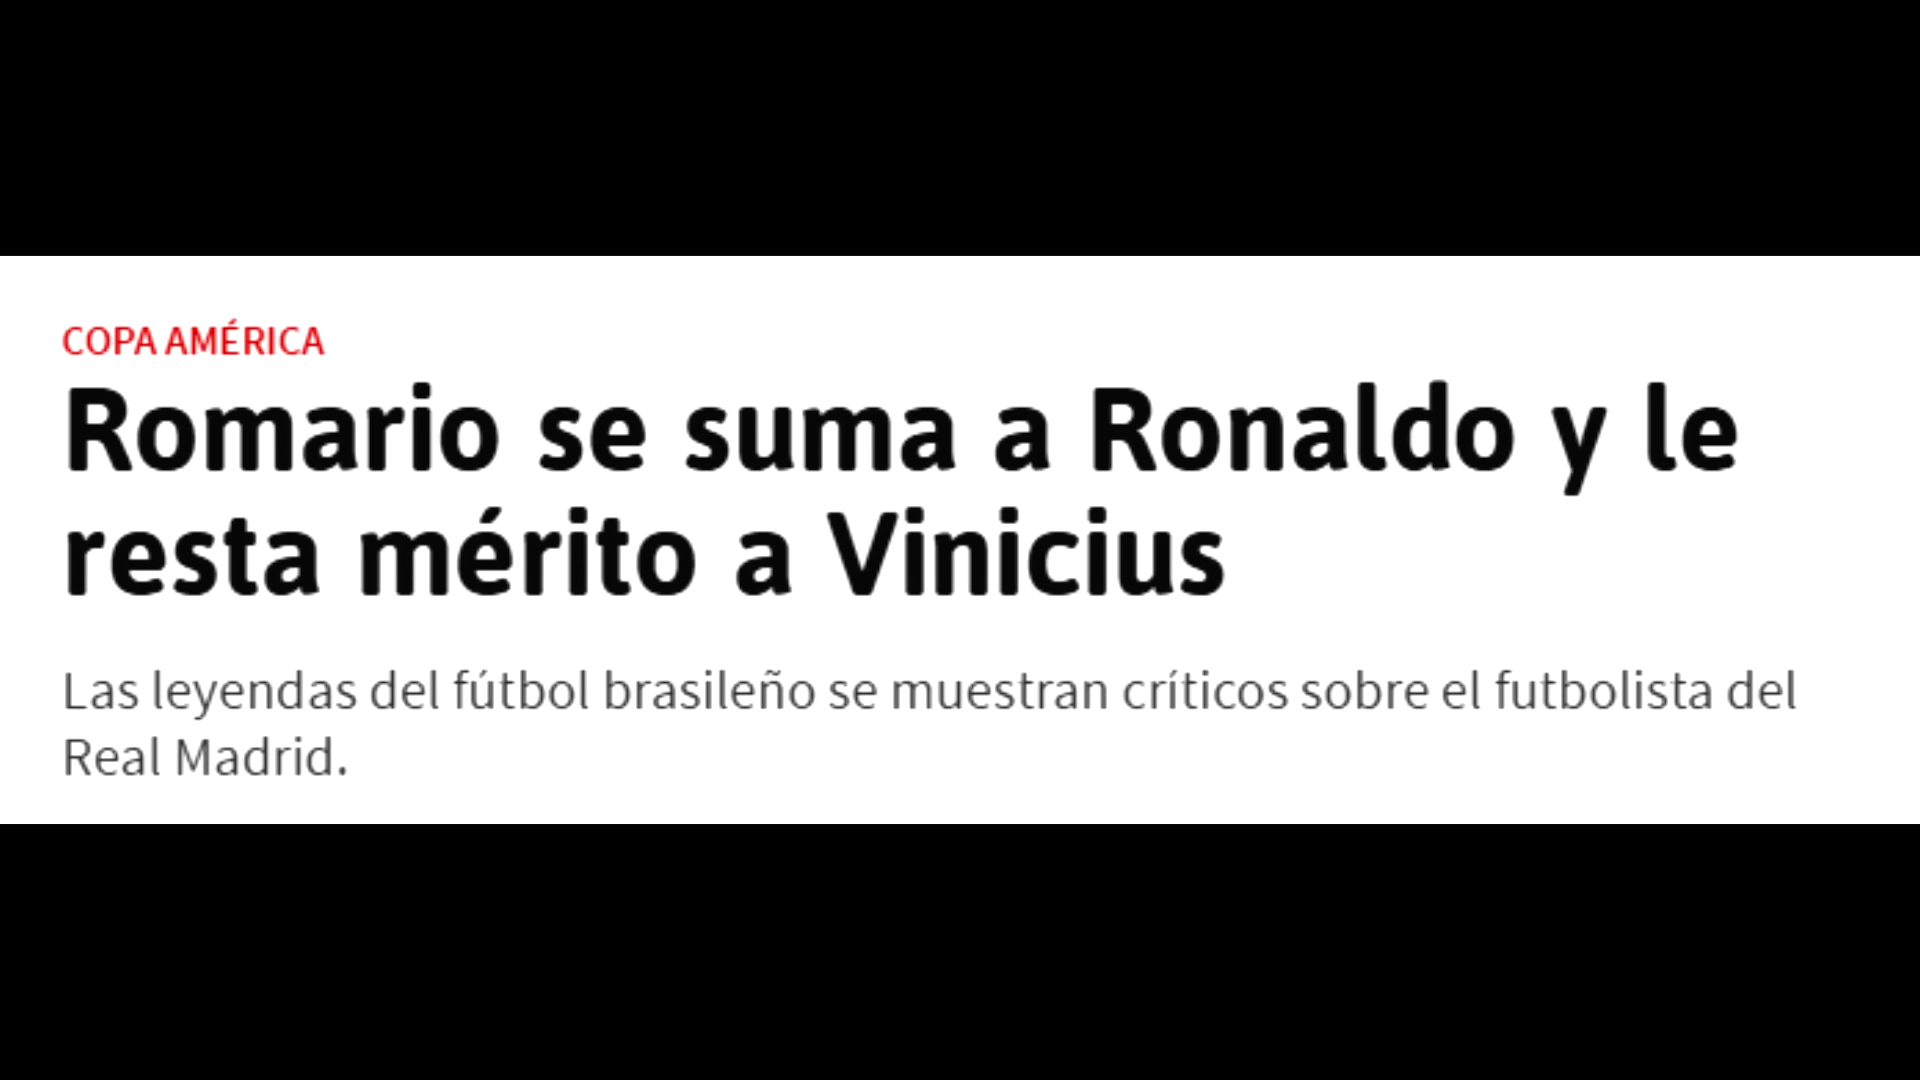 COPA AMÉRICA
Romario se suma a Ronaldo y le
resta mérito a Vinicius
Las leyendas del fútbol brasileño se muestran críticos sobre el futbolista del
Real Madrid.